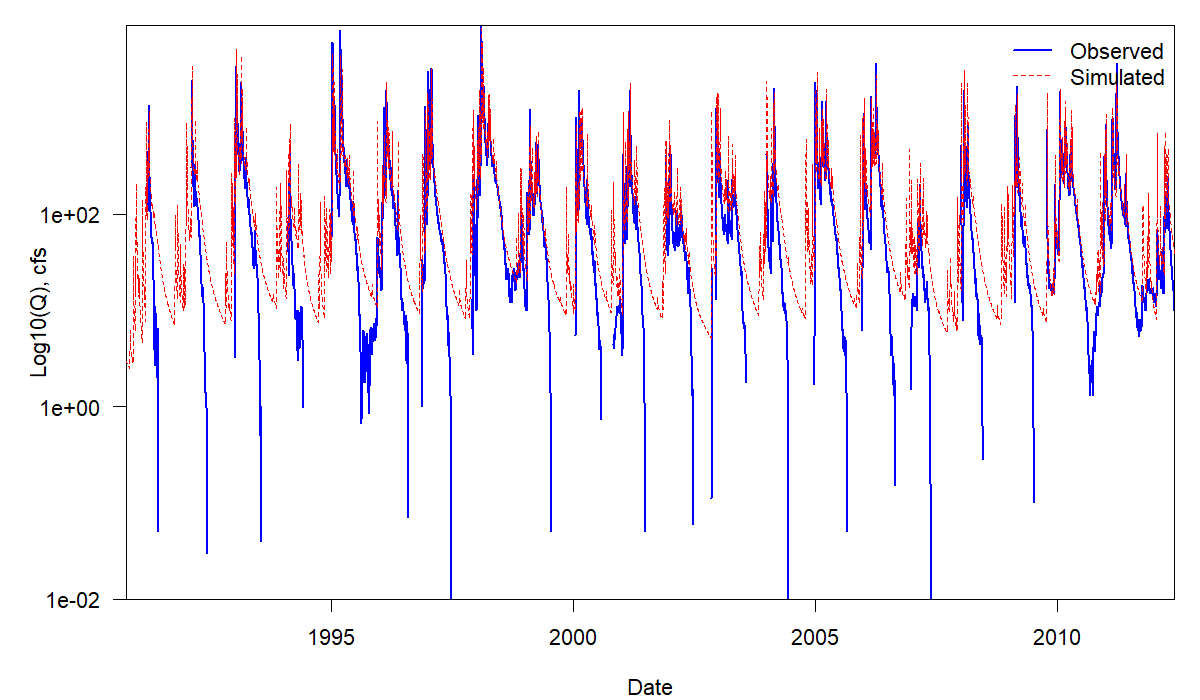 Observed
Simulated
Log10(Q), cfs
1e+02
1e+00
1e-02
1995 2000 2005 2010
Date